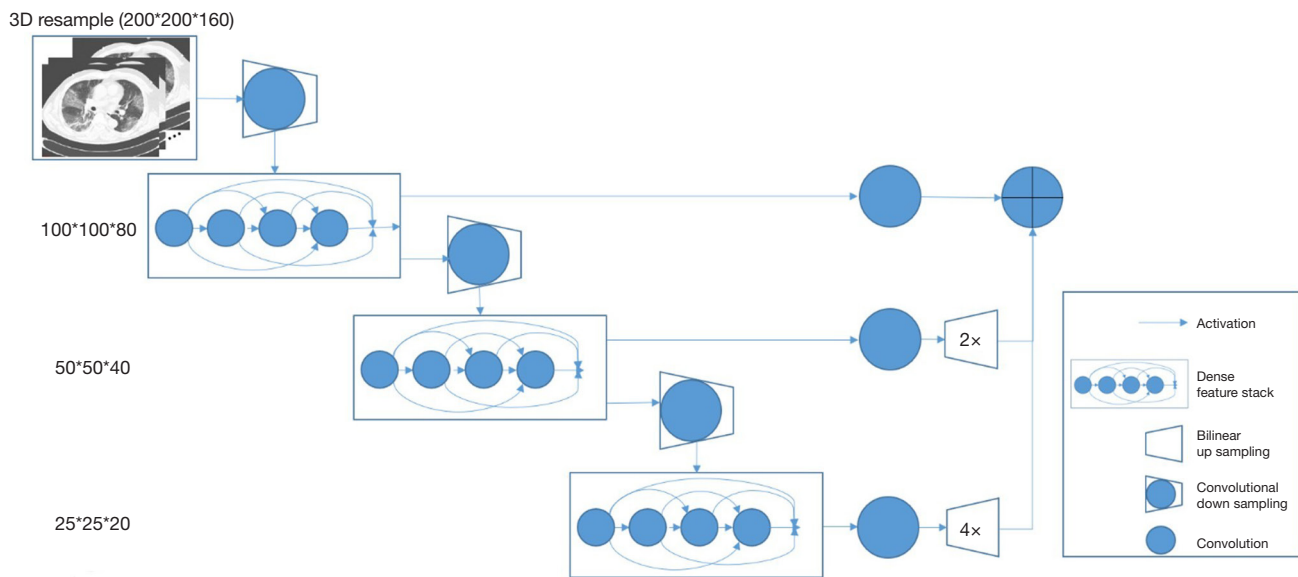 3D resample (200*200*160)
100*100*80
50*50*40
2×
25*25*20
4×
Activation
Dense
feature stack
Bilinear
up sampling
Convolutional
down sampling
Convolution